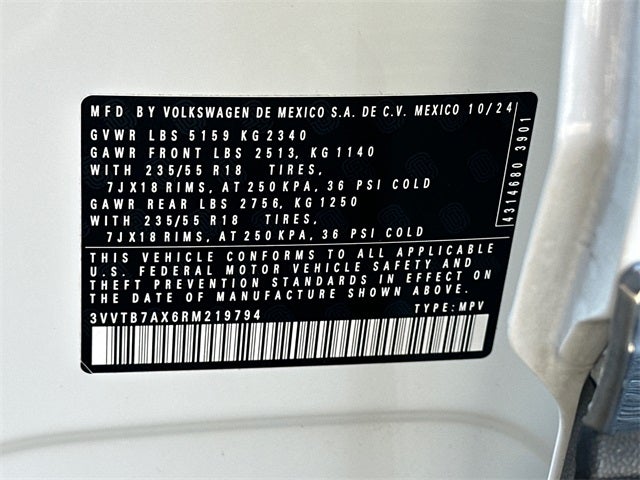 MFD BY VOLKSWAGEN DE MEXICO S.A. DE C.V. MEXICO 10/24
GVWR LBS 5159 KG 2340
GAWR FRONT LBS 2513, KG 1140
WITH 235/55 R18 TIRES,
7JX18 RIMS, AT 250 KPA, 36 PSI COLD
GAWR REAR LBS 2756, KG 1250
WITH 235/55 R18 TIRES,
7JX18 RIMS, AT 250 KPA, 36 PSI COLD
4314680 3901
THIS VEHICLE CONFORMS TO ALL APPLICABLE
U.S. FEDERAL MOTOR VEHICLE SAFETY AND
THEFT PREVENTION STANDARDS IN EFFECT ON
THE DATE OF MANUFACTURE SHOWN ABOVE.
3VVTB7AX6RM219794 TYPE:MPV